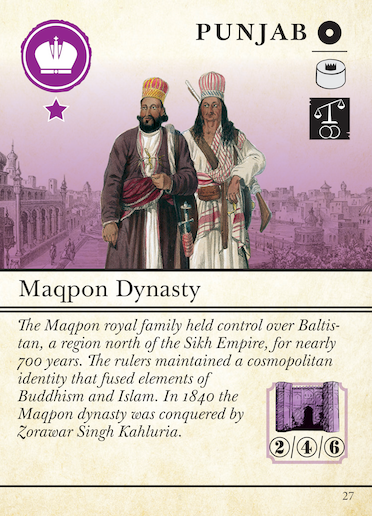 PUNJAB
Maqpon Dynasty
The Maqpon royal family held control over Baltis-
tan, a region north of the Sikh Empire, for nearly
700 years. The rulers maintained a cosmopolitan
identity that fused elements of
Buddhism and Islam. In 1840 the
Maqpon dynasty was conquered by
Zorawar Singh Kahluria.
2/4/6
27